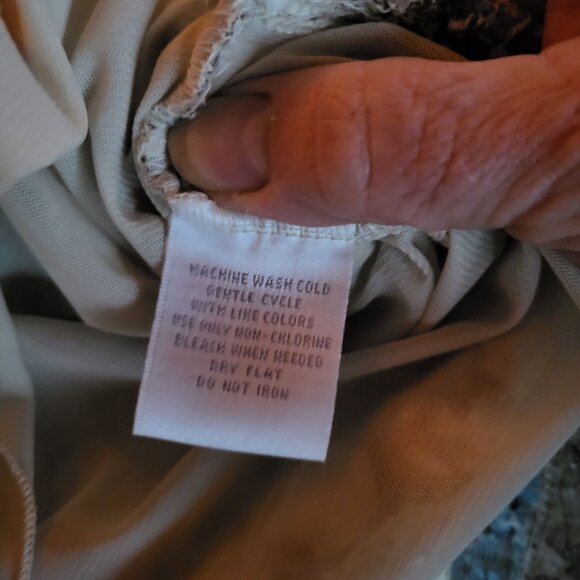 MACHINE WASH COLD
GENTLE CYCLE
WITH LIKE COLORS
USE ONLY NON-CHLORINE
BLEACH WHEN NEEDED
DRY FLAT
DO NOT IRON